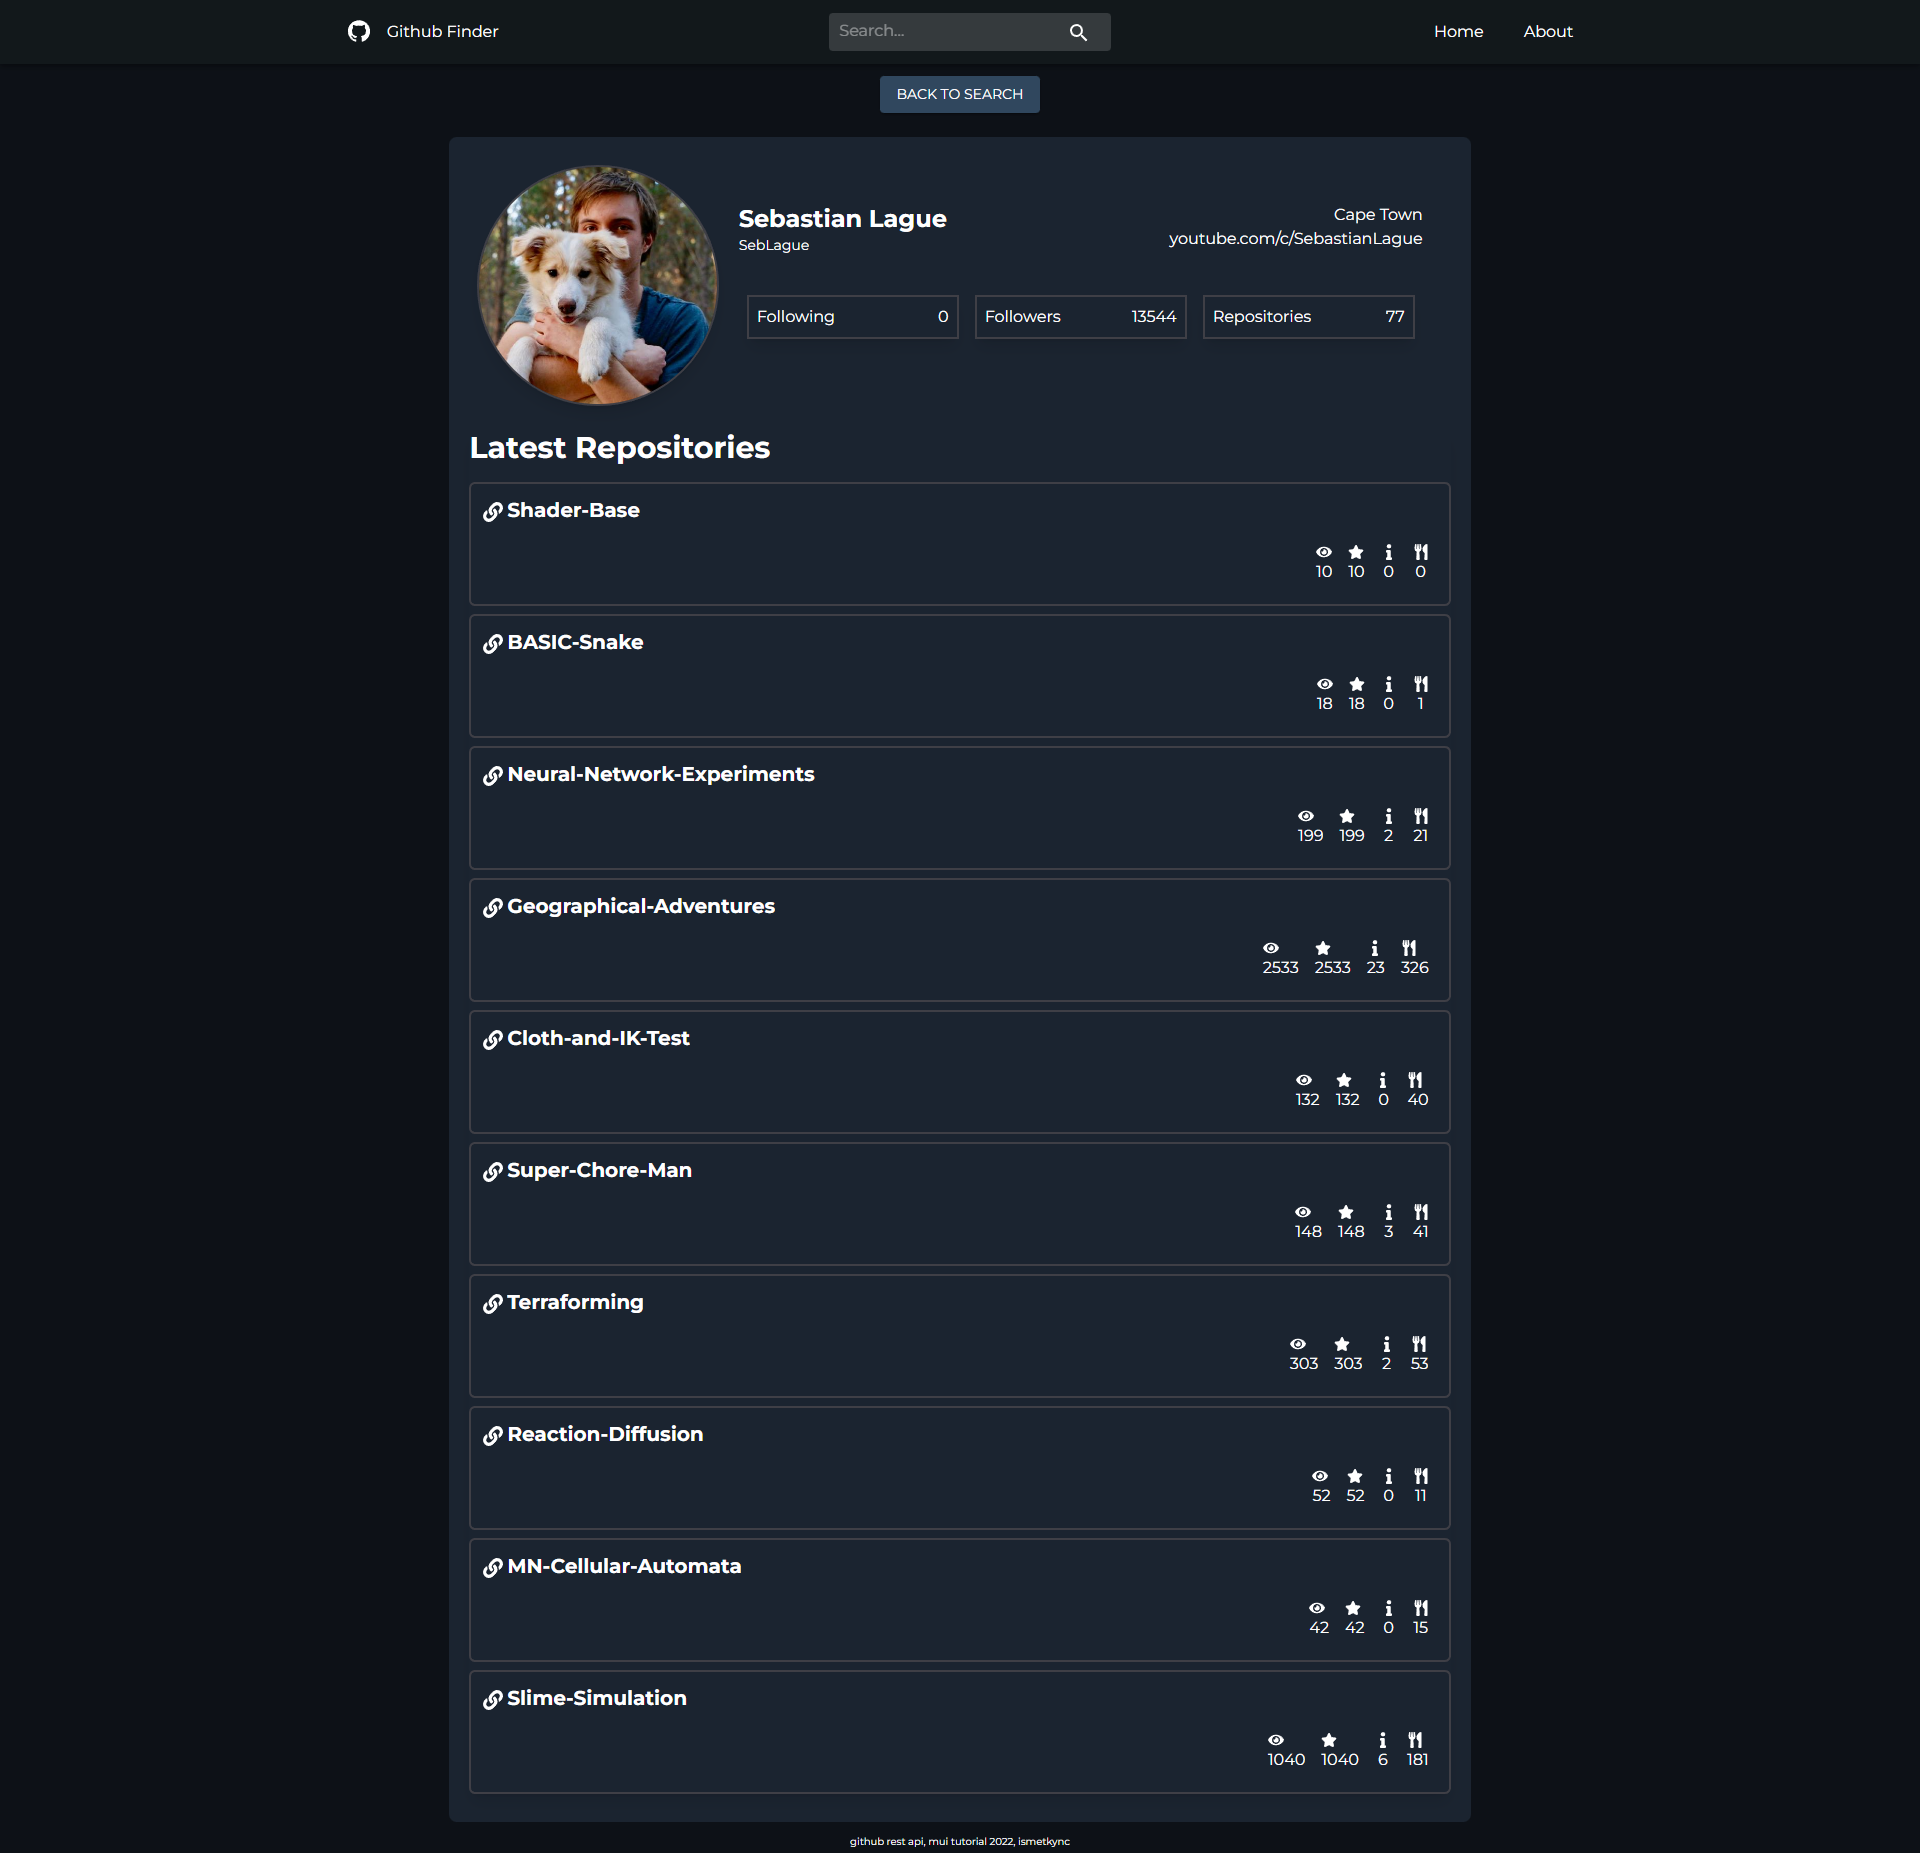 Github Finder
Search...
Home
About
BACK TO SEARCH
Sebastian Lague
SebLague
Cape Town
youtube.com/c/SebastianLague
Following 0
Followers 13544
Repositories 77
Latest Repositories
Shader-Base
10 10 0 0
BASIC-Snake
18 18 0 1
Neural-Network-Experiments
199 199 2 21
Geographical-Adventures
2533 2533 23 326
Cloth-and-IK-Test
132 132 0 40
Super-Chore-Man
148 148 3 41
Terraforming
303 303 2 53
Reaction-Diffusion
52 52 0 11
MN-Cellular-Automata
42 42 0 15
Slime-Simulation
1040 1040 6 181
github rest api, mui tutorial 2022, ismetkync